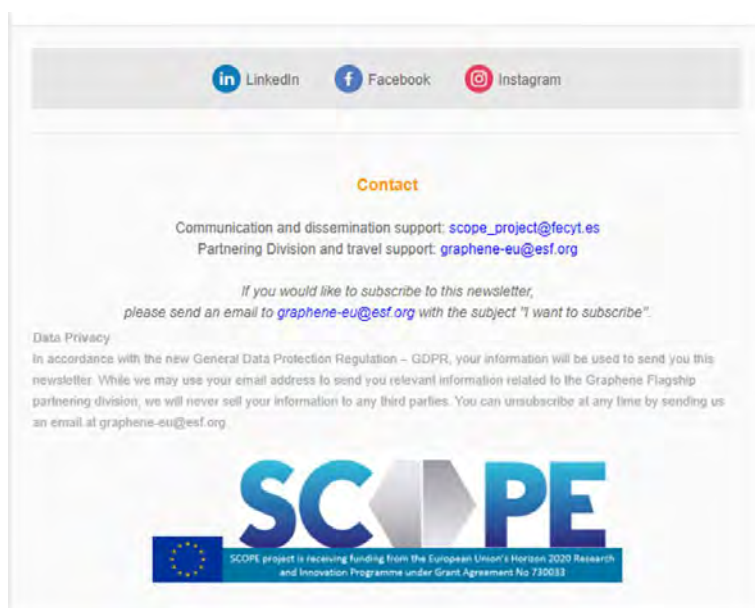 in LinkedIn f Facebook Instagram
Contact
Communication and dissemination support: scope_project@fecyt.es
Partnering Division and travel support: graphene-eu@esf.org
If you would like to subscribe to this newsletter,
please send an email to graphene-eu@esf.org with the subject "I want to subscribe".
Data Privacy
In accordance with the new General Data Protection Regulation – GDPR, your information will be used to send you this
newsletter. While we may use your email address to send you relevant information related to the Graphene Flagship
partnering division, we will never sell your information to any third parties. You can unsubscribe at any time by sending us
an email at graphene-eu@esf.org
SCOPE
SCOPE project is receiving funding from the European Union's Horizon 2020 Research
and Innovation Programme under Grant Agreement No 730033